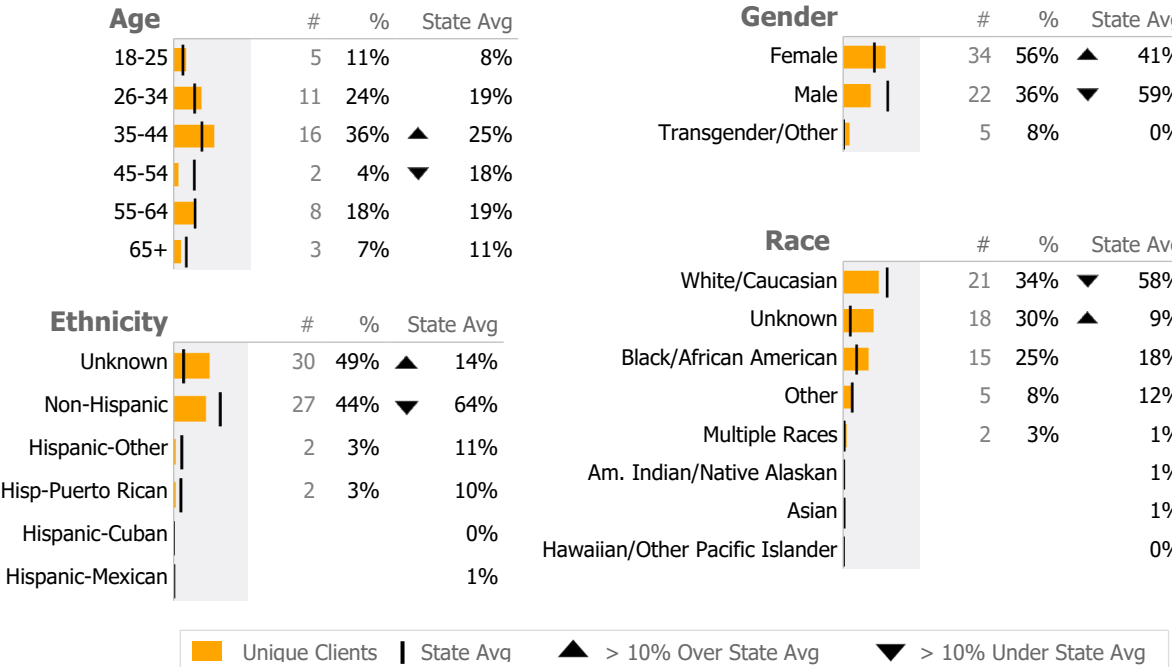 Age # % State Avg
18-25 5 11% 8%
26-34 11 24% 19%
35-44 16 36% ▲ 25%
45-54 2 4% ▼ 18%
55-64 8 18% 19%
65+ 3 7% 11%
Ethnicity # % State Avg
Unknown 30 49% ▲ 14%
Non-Hispanic 27 44% ▼ 64%
Hispanic-Other 2 3% 11%
Hisp-Puerto Rican 2 3% 10%
Hispanic-Cuban 0%
Hispanic-Mexican 1%
Gender # % State Avg
Female 34 56% ▲ 41%
Male 22 36% ▼ 59%
Transgender/Other 5 8% 0%
Race # % State Avg
White/Caucasian 21 34% ▼ 58%
Unknown 18 30% ▲ 9%
Black/African American 15 25% 18%
Other 5 8% 12%
Multiple Races 2 3% 1%
Am. Indian/Native Alaskan 1%
Asian 1%
Hawaiian/Other Pacific Islander 0%
Unique Clients | State Avg ▲ > 10% Over State Avg ▼ > 10% Under State Avg